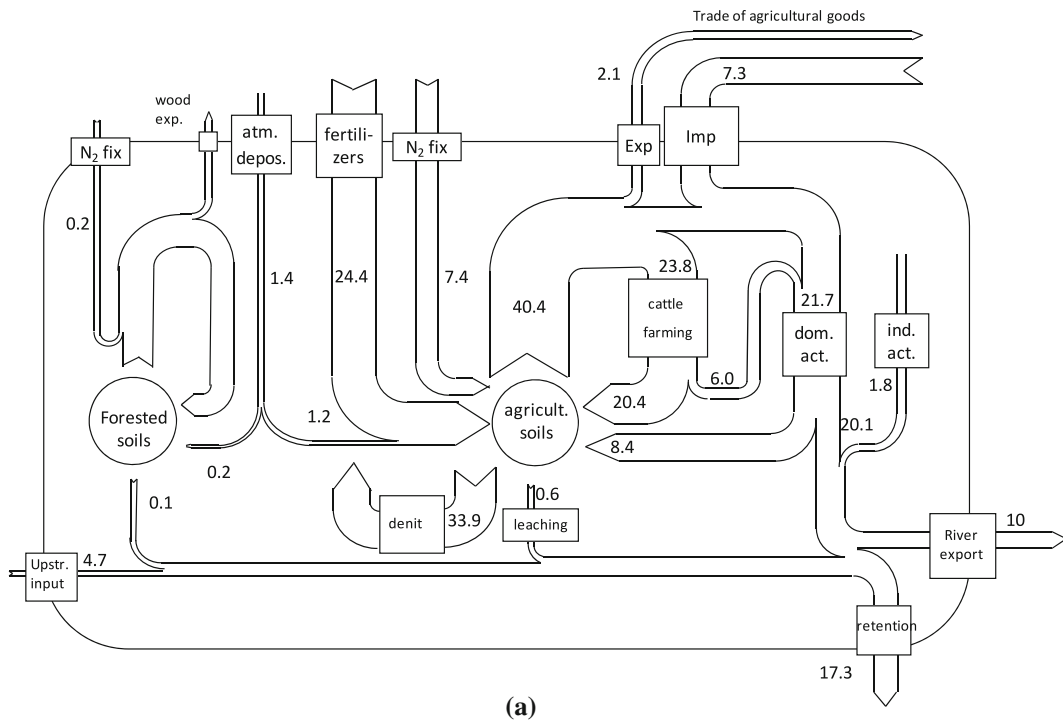 Trade of agricultural goods
2.1
7.3
wood
exp.
N2 fix
atm.
depos.
fertili-
zers
N2 fix
Exp
Imp
0.2
1.4
24.4
7.4
40.4
23.8
cattle
farming
21.7
dom.
act.
ind.
act.
1.8
6.0
20.4
20.1
8.4
Forested
soils
1.2
0.2
agricult.
soils
0.1
0.6
denit
33.9
leaching
River
export
10
Upstr.
input
4.7
retention
17.3
(a)